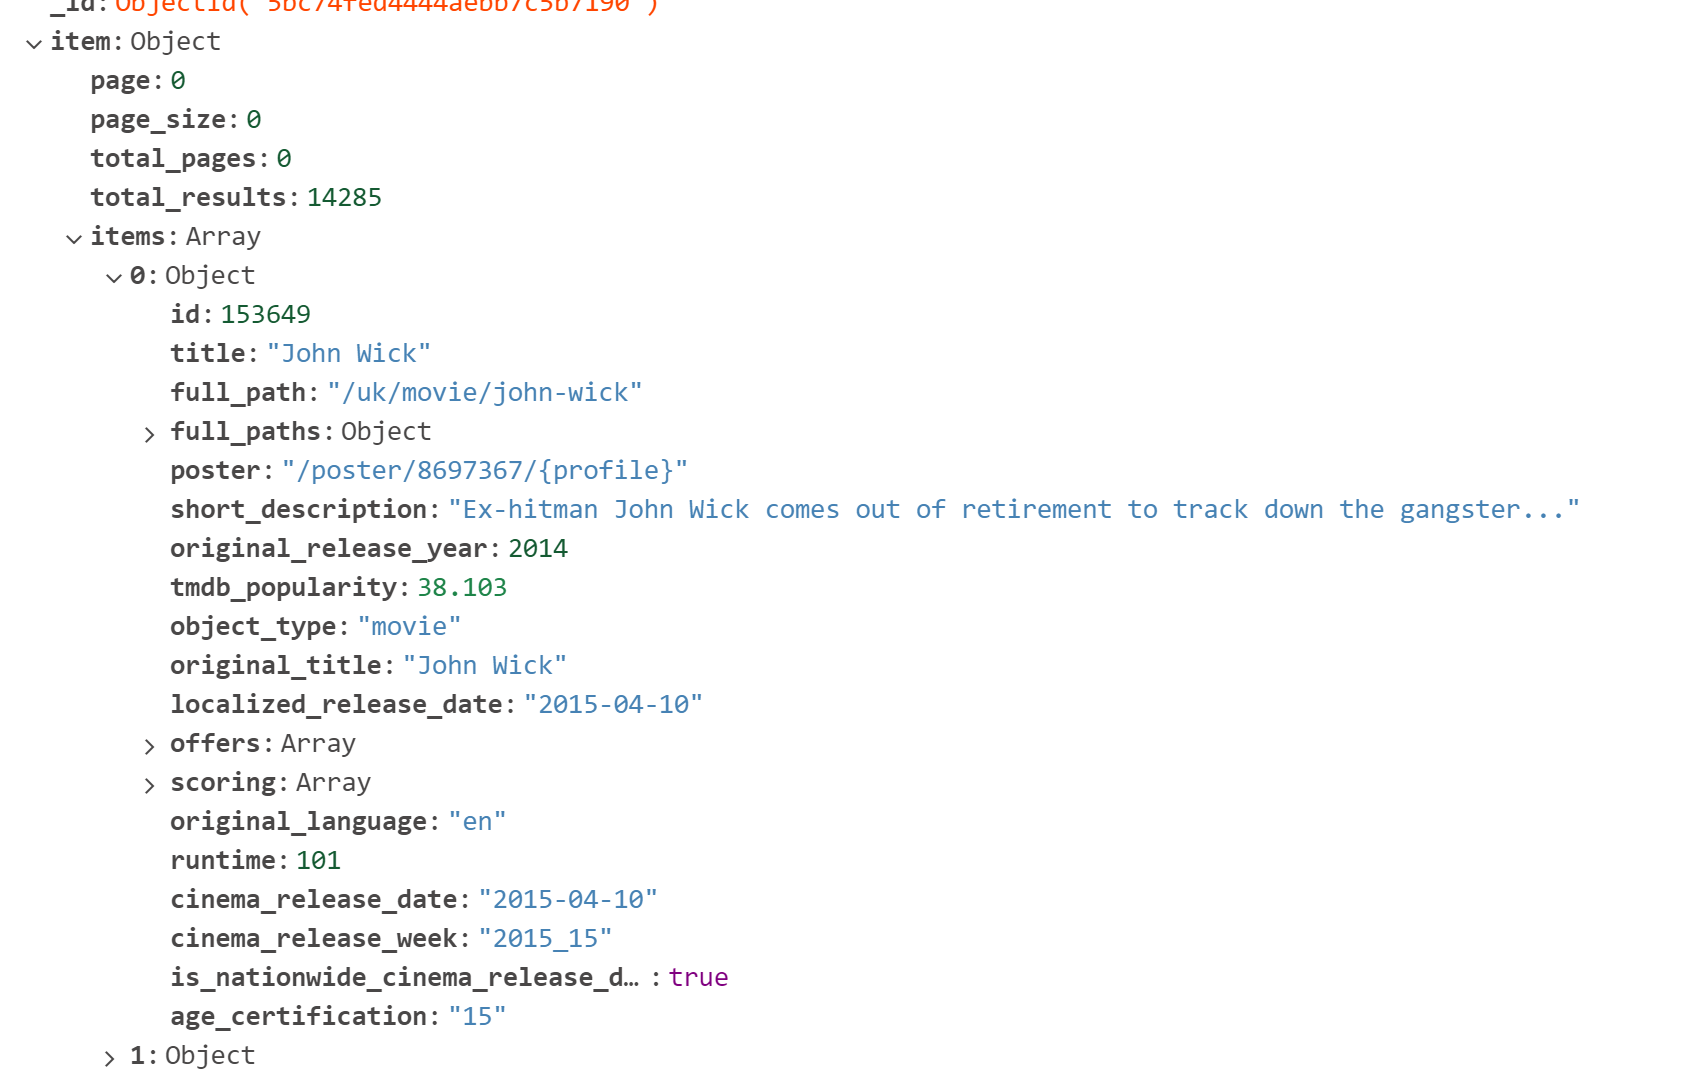 _id: ObjectId("5bc74fed4444aebb7c5b7190")
item: Object
page: 0
page_size: 0
total_pages: 0
total_results: 14285
items: Array
0: Object
id: 153649
title: "John Wick"
full_path: "/uk/movie/john-wick"
full_paths: Object
poster: "/poster/8697367/{profile}"
short_description: "Ex-hitman John Wick comes out of retirement to track down the gangster..."
original_release_year: 2014
tmdb_popularity: 38.103
object_type: "movie"
original_title: "John Wick"
localized_release_date: "2015-04-10"
offers: Array
scoring: Array
original_language: "en"
runtime: 101
cinema_release_date: "2015-04-10"
cinema_release_week: "2015_15"
is_nationwide_cinema_release_d… : true
age_certification: "15"
1: Object